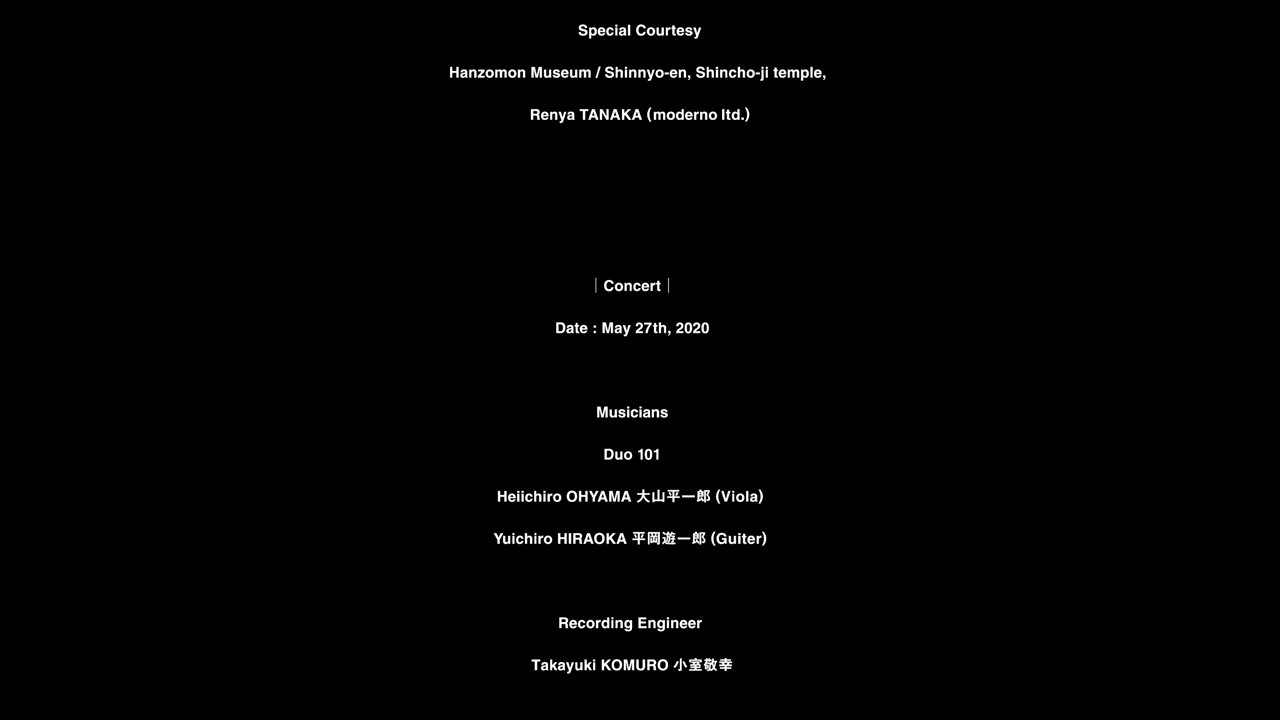 Special Courtesy
Hanzomon Museum / Shinnyo-en, Shincho-ji temple,
Renya TANAKA (moderno ltd.)
｜Concert｜
Date : May 27th, 2020
Musicians
Duo 101
Heiichiro OHYAMA 大山平一郎 (Viola)
Yuichiro HIRAOKA 平岡遊一郎 (Guiter)
Recording Engineer
Takayuki KOMURO 小室敬幸